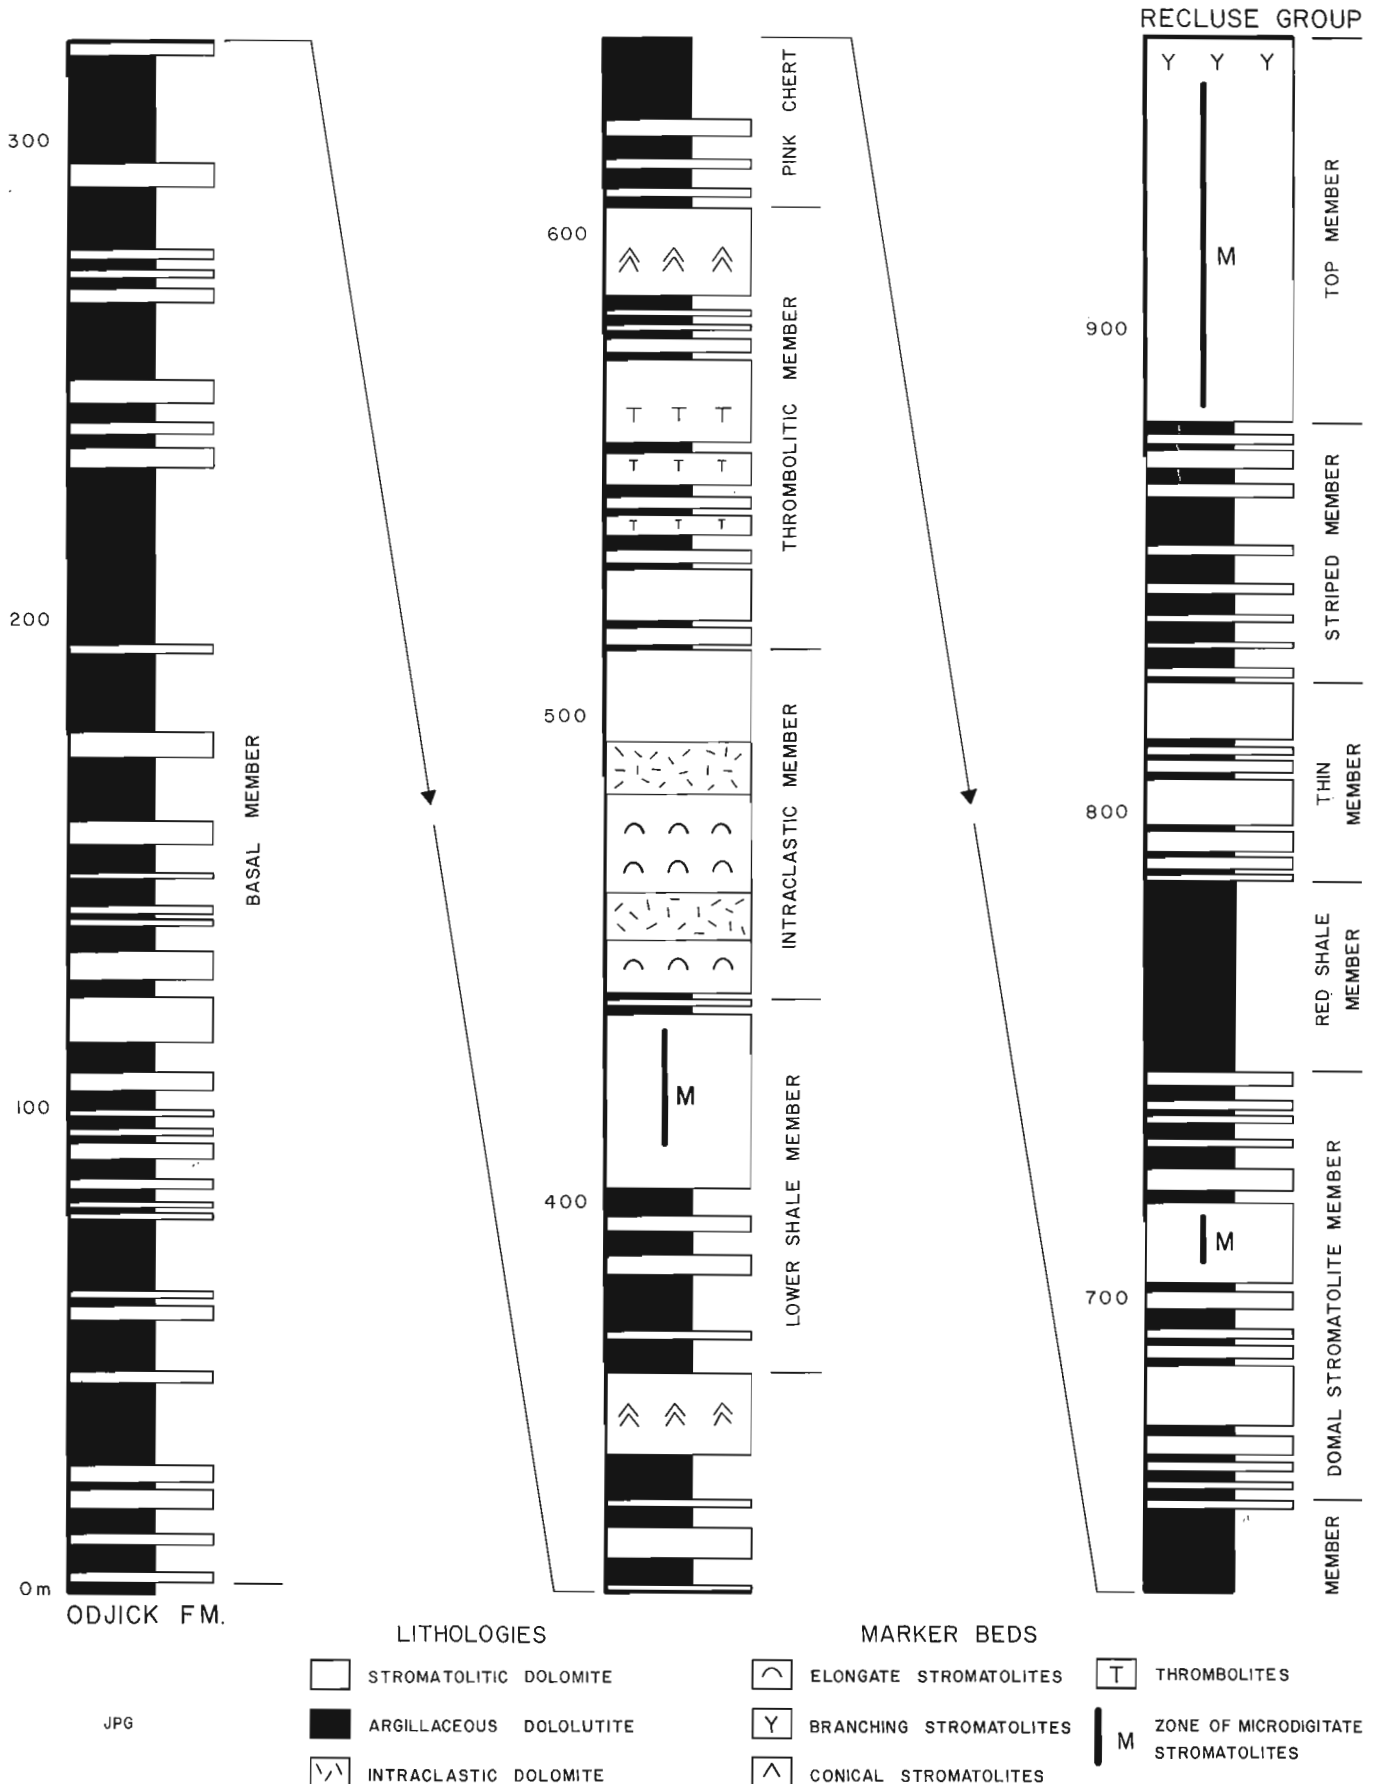 RECLUSE GROUP
300
200
100
0 m
BASAL MEMBER
ODJICK FM.
600
500
400
PINK CHERT
THROMBOLITIC MEMBER
T T T
T T T
T T T
INTRACLASTIC MEMBER
M
LOWER SHALE MEMBER
Y Y Y
M
TOP MEMBER
900
STRIPED MEMBER
THIN
MEMBER
800
RED SHALE
MEMBER
M
700
DOMAL STROMATOLITE MEMBER
MEMBER
LITHOLOGIES
STROMATOLITIC DOLOMITE
ARGILLACEOUS DOLOLUTITE
INTRACLASTIC DOLOMITE
JPG
MARKER BEDS
ELONGATE STROMATOLITES
Y BRANCHING STROMATOLITES
CONICAL STROMATOLITES
T THROMBOLITES
M ZONE OF MICRODIGITATE
STROMATOLITES